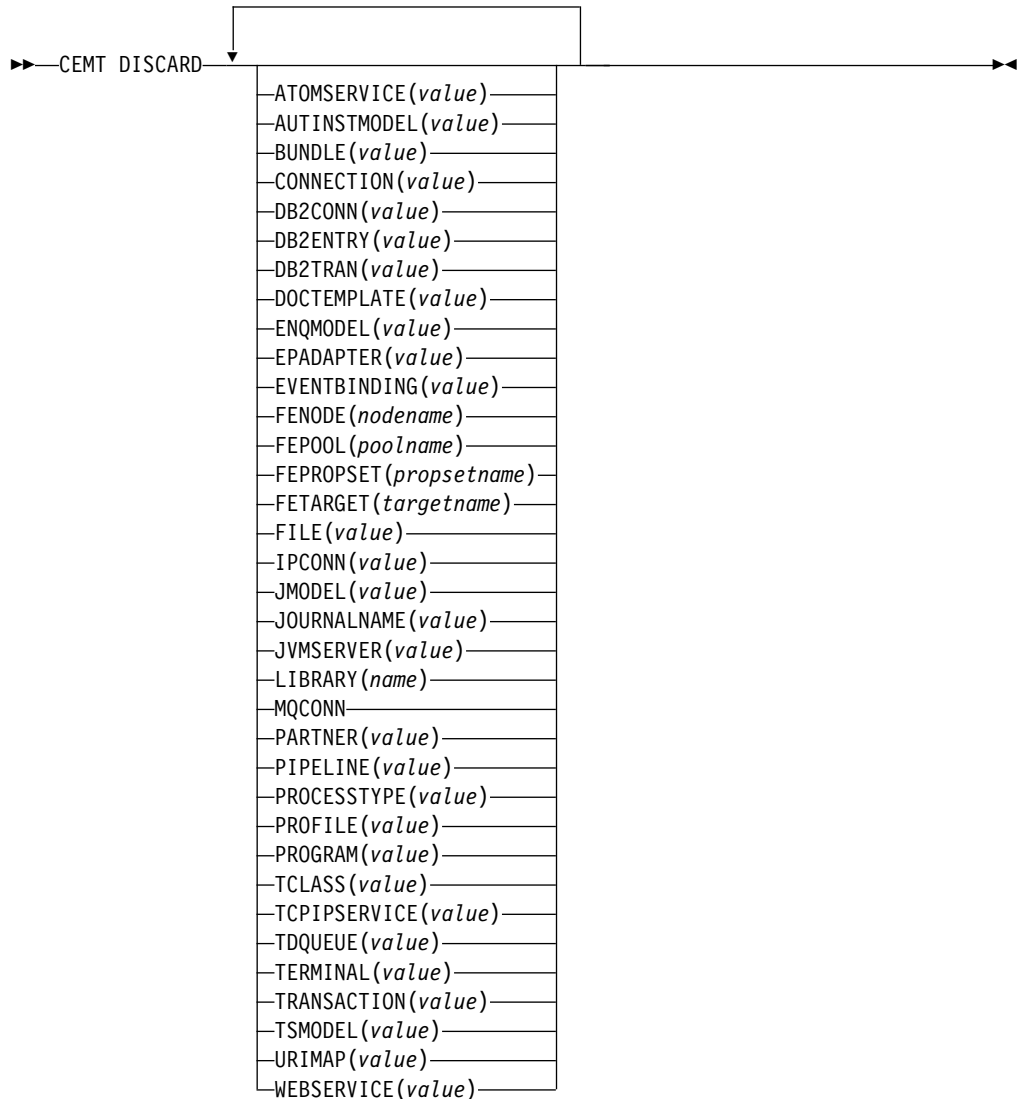 CEMT DISCARD
ATOMSERVICE(value)
AUTINSTMODEL(value)
BUNDLE(value)
CONNECTION(value)
DB2CONN(value)
DB2ENTRY(value)
DB2TRAN(value)
DOCTEMPLATE(value)
ENQMODEL(value)
EPADAPTER(value)
EVENTBINDING(value)
FENODE(nodename)
FEPOOL(poolname)
FEPROPSET(propsetname)
FETARGET(targetname)
FILE(value)
IPCONN(value)
JMODEL(value)
JOURNALNAME(value)
JVMSERVER(value)
LIBRARY(name)
MQCONN
PARTNER(value)
PIPELINE(value)
PROCESSTYPE(value)
PROFILE(value)
PROGRAM(value)
TCLASS(value)
TCPIPSERVICE(value)
TDQUEUE(value)
TERMINAL(value)
TRANSACTION(value)
TSMODEL(value)
URIMAP(value)
WEBSERVICE(value)